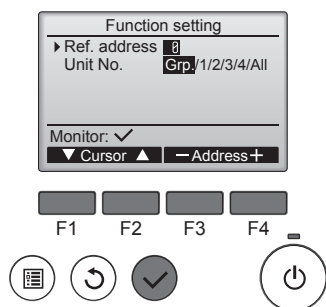 Function setting
▶Ref. address 0
Unit No. Grp./1/2/3/4/All
Monitor: ✓
▼ Cursor ▲ −Address+
F1 F2 F3 F4